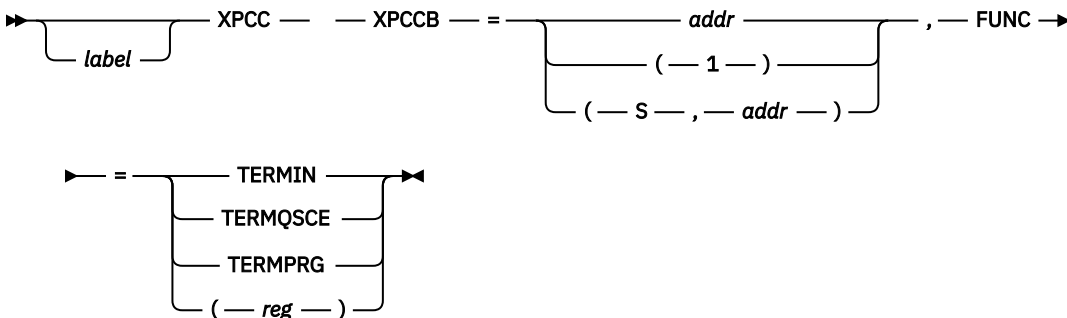 XPCC XPCCB = addr , FUNC
label
( 1 )
( S , addr )
= TERMIN
TERMQSCE
TERMPRG
( reg )